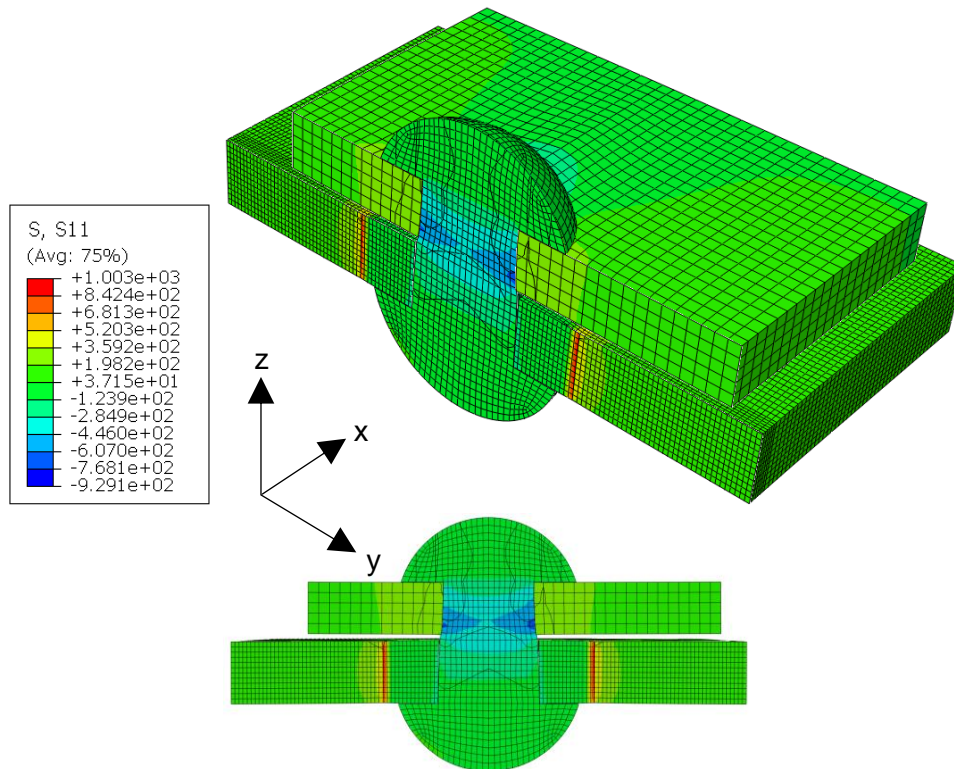 S, S11
(Avg: 75%)
+1.003e+03
+8.424e+02
+6.813e+02
+5.203e+02
+3.592e+02
+1.982e+02
+3.715e+01
-1.239e+02
-2.849e+02
-4.460e+02
-6.070e+02
-7.681e+02
-9.291e+02
z
x
y